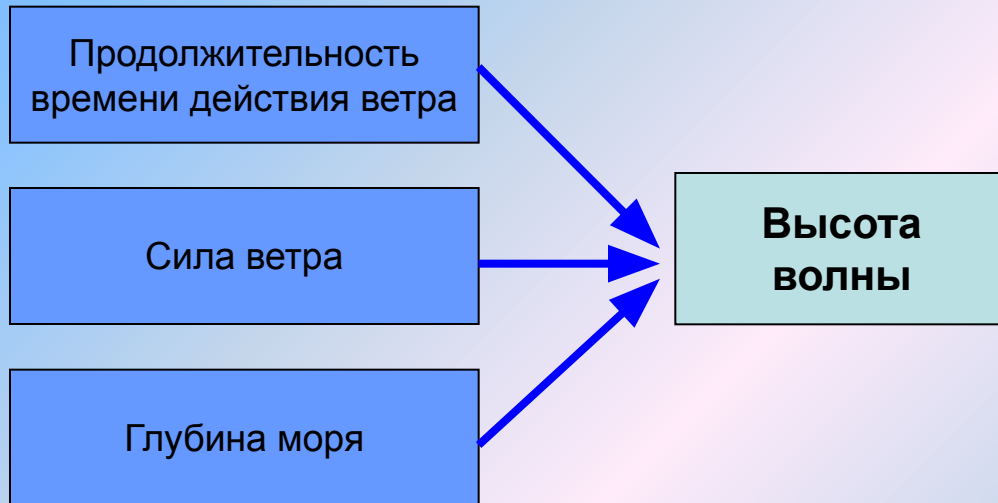 Продолжительность
времени действия ветра
Сила ветра
Высота
волны
Глубина моря